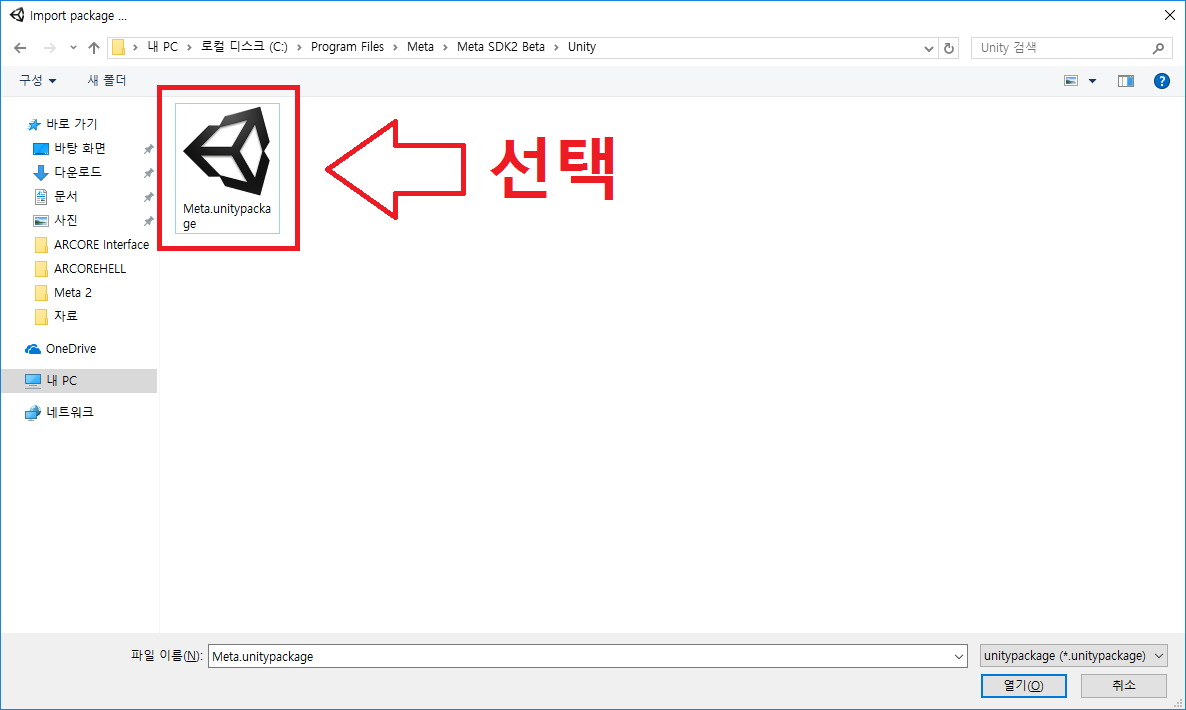 Import package ...
내 PC > 로컬 디스크 (C:) > Program Files > Meta > Meta SDK2 Beta > Unity
Unity 검색
구성
새 폴더
바로 가기
바탕 화면
다운로드
문서
사진
ARCORE Interface
ARCOREHELL
Meta 2
자료
OneDrive
내 PC
네트워크
Meta.unitypacka
ge
선택
파일 이름(N):
Meta.unitypackage
unitypackage (*.unitypackage)
열기(O)
취소